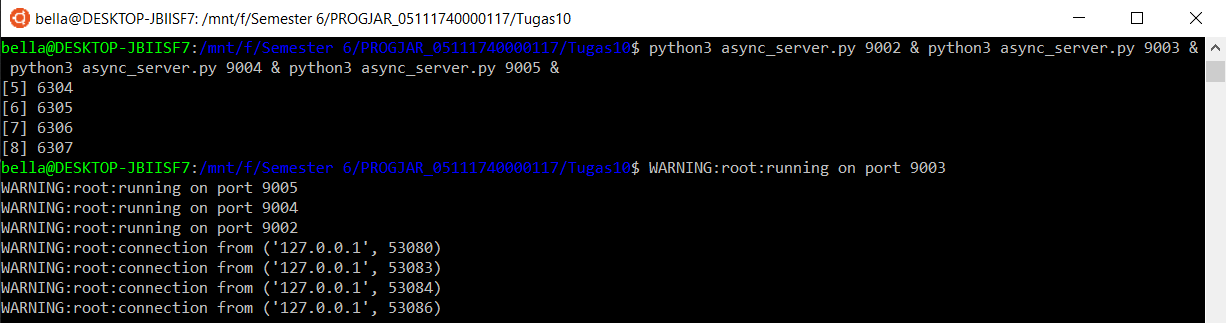 bella@DESKTOP-JBIISF7: /mnt/f/Semester 6/PROGJAR_05111740000117/Tugas10
bella@DESKTOP-JBIISF7:/mnt/f/Semester 6/PROGJAR_05111740000117/Tugas10$ python3 async_server.py 9002 & python3 async_server.py 9003 &
python3 async_server.py 9004 & python3 async_server.py 9005 &
[5] 6304
[6] 6305
[7] 6306
[8] 6307
bella@DESKTOP-JBIISF7:/mnt/f/Semester 6/PROGJAR_05111740000117/Tugas10$ WARNING:root:running on port 9003
WARNING:root:running on port 9005
WARNING:root:running on port 9004
WARNING:root:running on port 9002
WARNING:root:connection from ('127.0.0.1', 53080)
WARNING:root:connection from ('127.0.0.1', 53083)
WARNING:root:connection from ('127.0.0.1', 53084)
WARNING:root:connection from ('127.0.0.1', 53086)